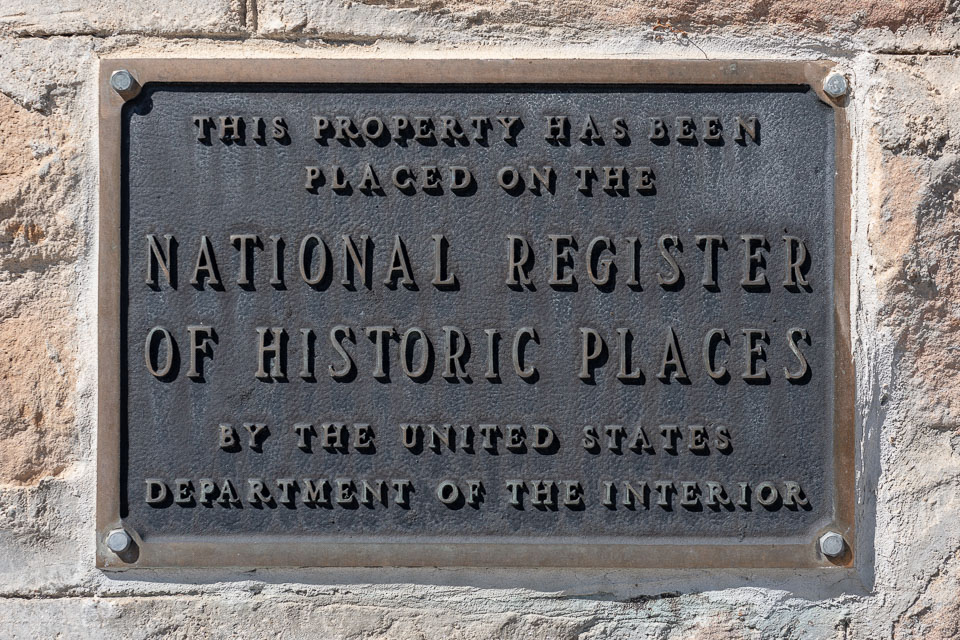 THIS PROPERTY HAS BEEN
PLACED ON THE
NATIONAL REGISTER
OF HISTORIC PLACES
BY THE UNITED STATES
DEPARTMENT OF THE INTERIOR